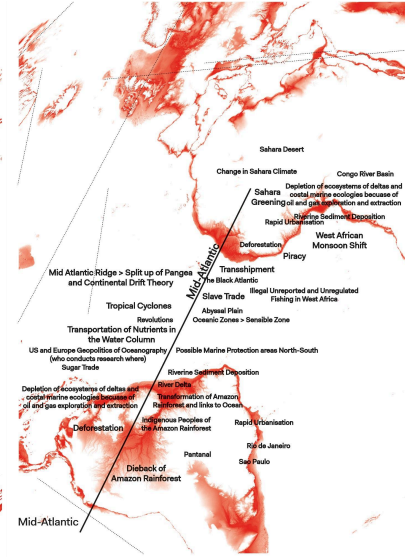 Sahara Desert
Change in Sahara Climate
Congo River Basin
Sahara
Greening
Depletion of ecosystems of deltas and
costal marine ecologies becuase of
oil and gas exploration and extraction
Riverine Sediment Deposition
Rapid Urbanisation
West African
Monsoon Shift
Deforestation
Piracy
Mid-Atlantic
Mid Atlantic Ridge > Split up of Pangea
and Continental Drift Theory
Transshipment
The Black Atlantic
Slave Trade
Illegal Unreported and Unregulated
Fishing in West Africa
Tropical Cyclones
Abyssal Plain
Revolutions
Oceanic Zones > Sensible Zone
Transportation of Nutrients in
the Water Column
US and Europe Geopolitics of Oceanography
(who conducts research where)
Possible Marine Protection areas North-South
Sugar Trade
Riverine Sediment Deposition
River Delta
Depletion of ecosystems of deltas and
costal marine ecologies becuase of
oil and gas exploration and extraction
Transformation of Amazon
Rainforest and links to Ocean
Deforestation
Indigenous Peoples of
the Amazon Rainforest
Rapid Urbanisation
Rio de Janeiro
Pantanal
Sao Paulo
Dieback of
Amazon Rainforest
Mid-Atlantic